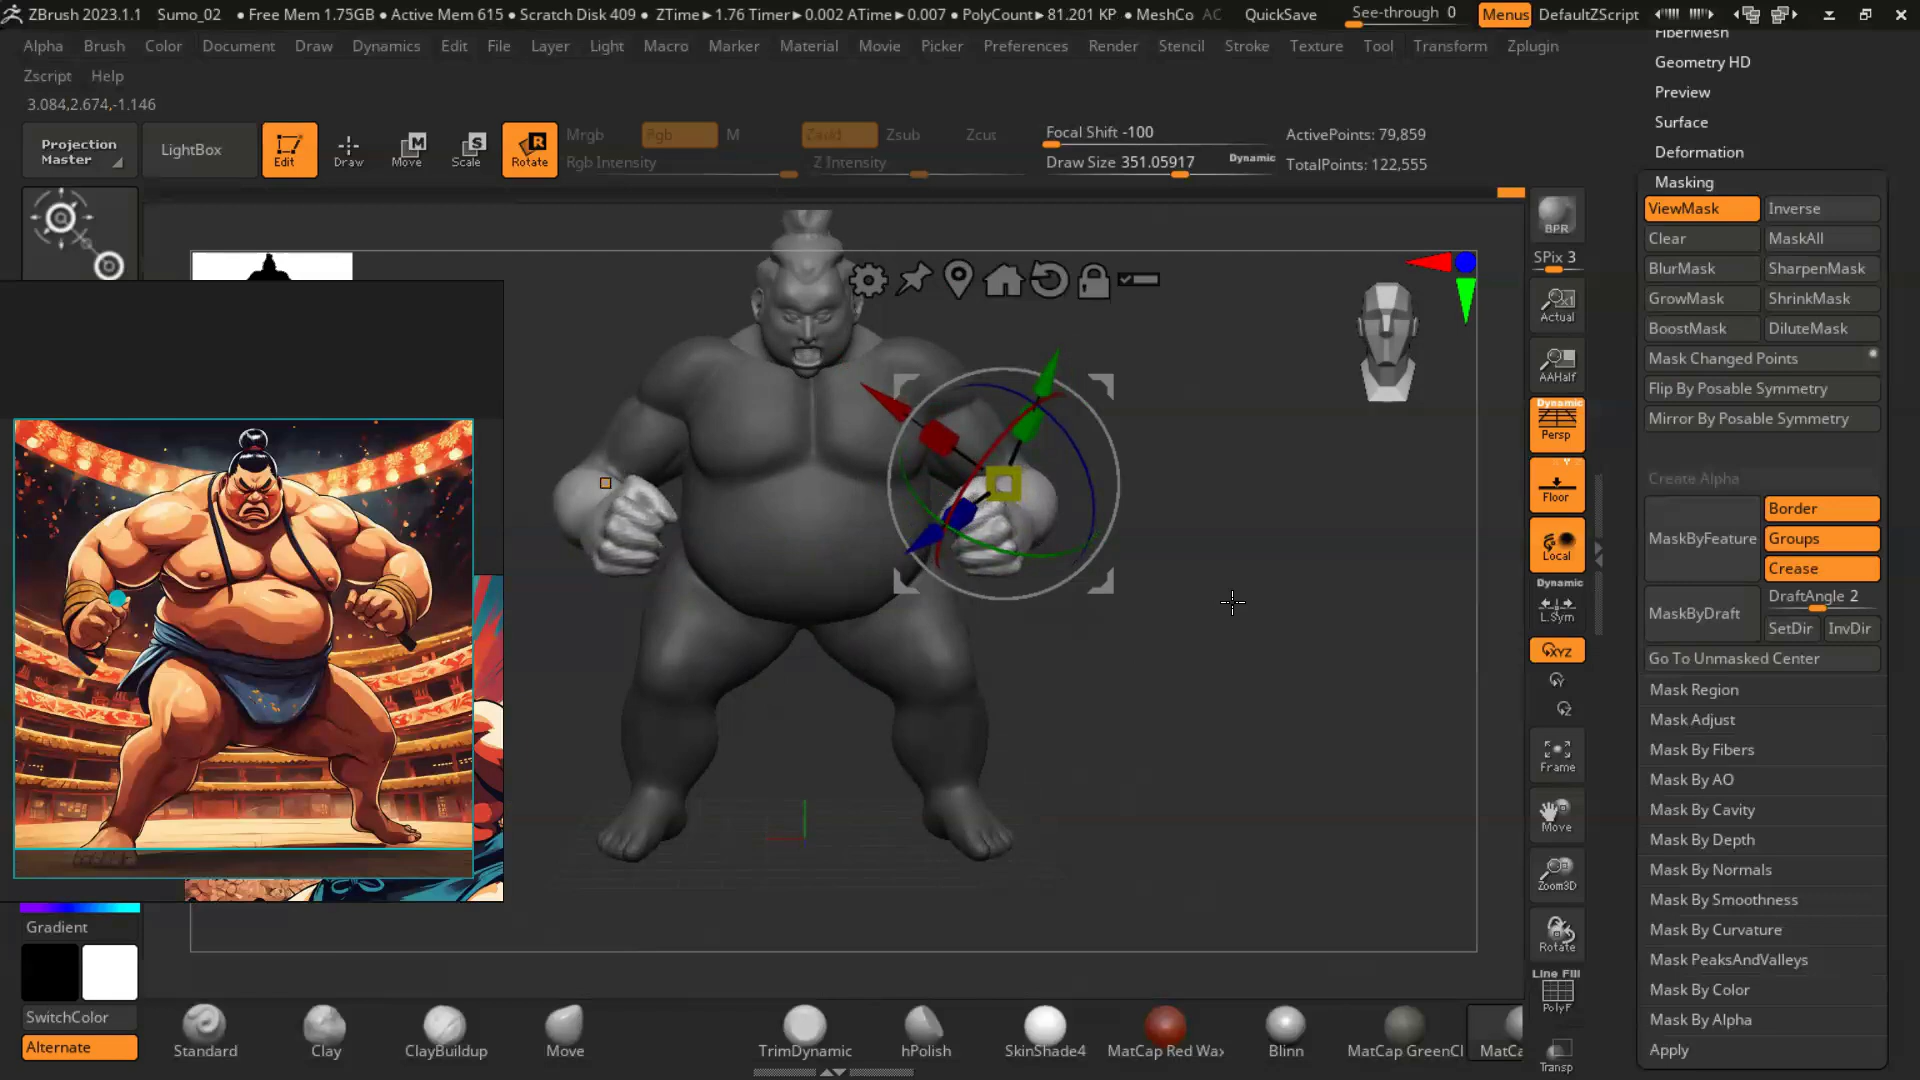 ZBrush 2023.1.1 Sumo_02 • Free Mem 1.75GB • Active Mem 615 • Scratch Disk 409 • ZTime►1.76 Timer►0.002 ATime►0.007 • PolyCount►81.201 KP • MeshCo AC QuickSave See-through 0 Menus DefaultZScript
Alpha Brush Color Document Draw Dynamics Edit File Layer Light Macro Marker Material Movie Picker Preferences Render Stencil Stroke Texture Tool Transform Zplugin
Zscript Help
3.084,2.674,-1.146
Projection Master
LightBox
Edit
Draw
Move
Scale
Rotate
Mrgb Rgb M
Rgb Intensity
Zadd Zsub Zcut
Z Intensity
Focal Shift -100
Draw Size 351.05917 Dynamic
ActivePoints: 79,859
TotalPoints: 122,555
BPR
SPix 3
Actual
AAHalf
Dynamic
Persp
Floor
Local
Dynamic
L.Sym
XYZ
Y
Z
Frame
Move
Zoom3D
Rotate
Line Fill
PolyF
Transp
FiberMesh
Geometry HD
Preview
Surface
Deformation
Masking
ViewMask Inverse
Clear MaskAll
BlurMask SharpenMask
GrowMask ShrinkMask
BoostMask DiluteMask
Mask Changed Points
Flip By Posable Symmetry
Mirror By Posable Symmetry
Create Alpha
MaskByFeature
Border
Groups
Crease
MaskByDraft
DraftAngle 2
SetDir InvDir
Go To Unmasked Center
Mask Region
Mask Adjust
Mask By Fibers
Mask By AO
Mask By Cavity
Mask By Depth
Mask By Normals
Mask By Smoothness
Mask By Curvature
Mask PeaksAndValleys
Mask By Color
Mask By Alpha
Apply
Gradient
SwitchColor
Alternate
Standard Clay ClayBuildup Move TrimDynamic hPolish SkinShade4 MatCap Red Wax Blinn MatCap GreenCl MatCa